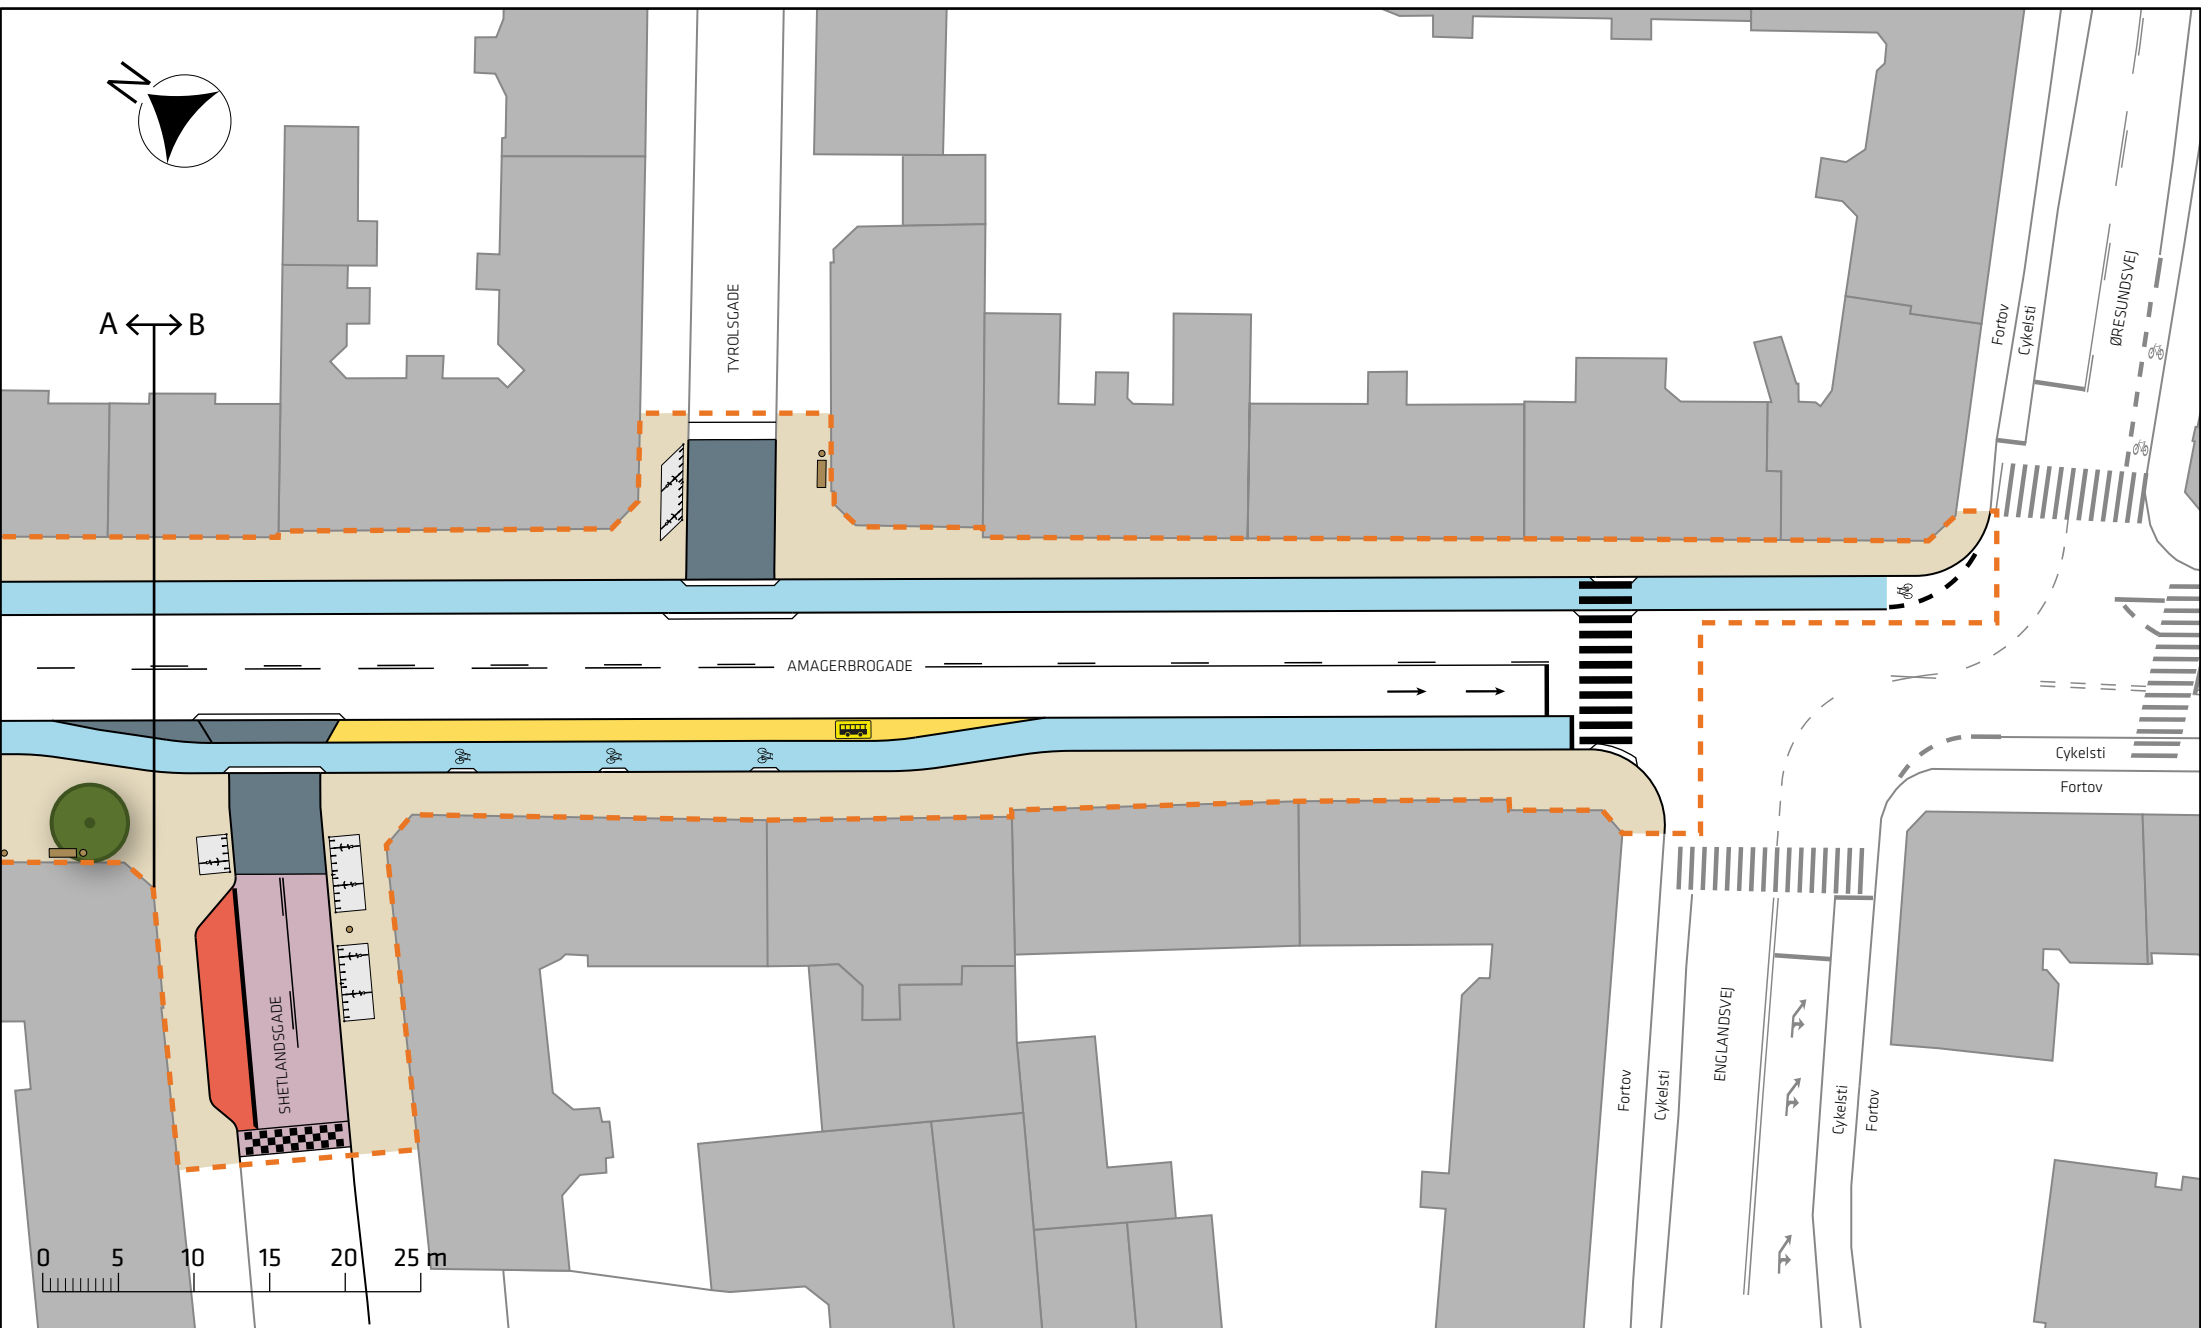 N
A
B
TYROLSGADE
Fortov
Cykelsti
ØRESUNDSVEJ
AMAGERBROGADE
Cykelsti
Fortov
SHETLANDSGADE
Fortov
Cykelsti
ENGLANDSVEJ
Cykelsti
Fortov
0 5 10 15 20 25 m